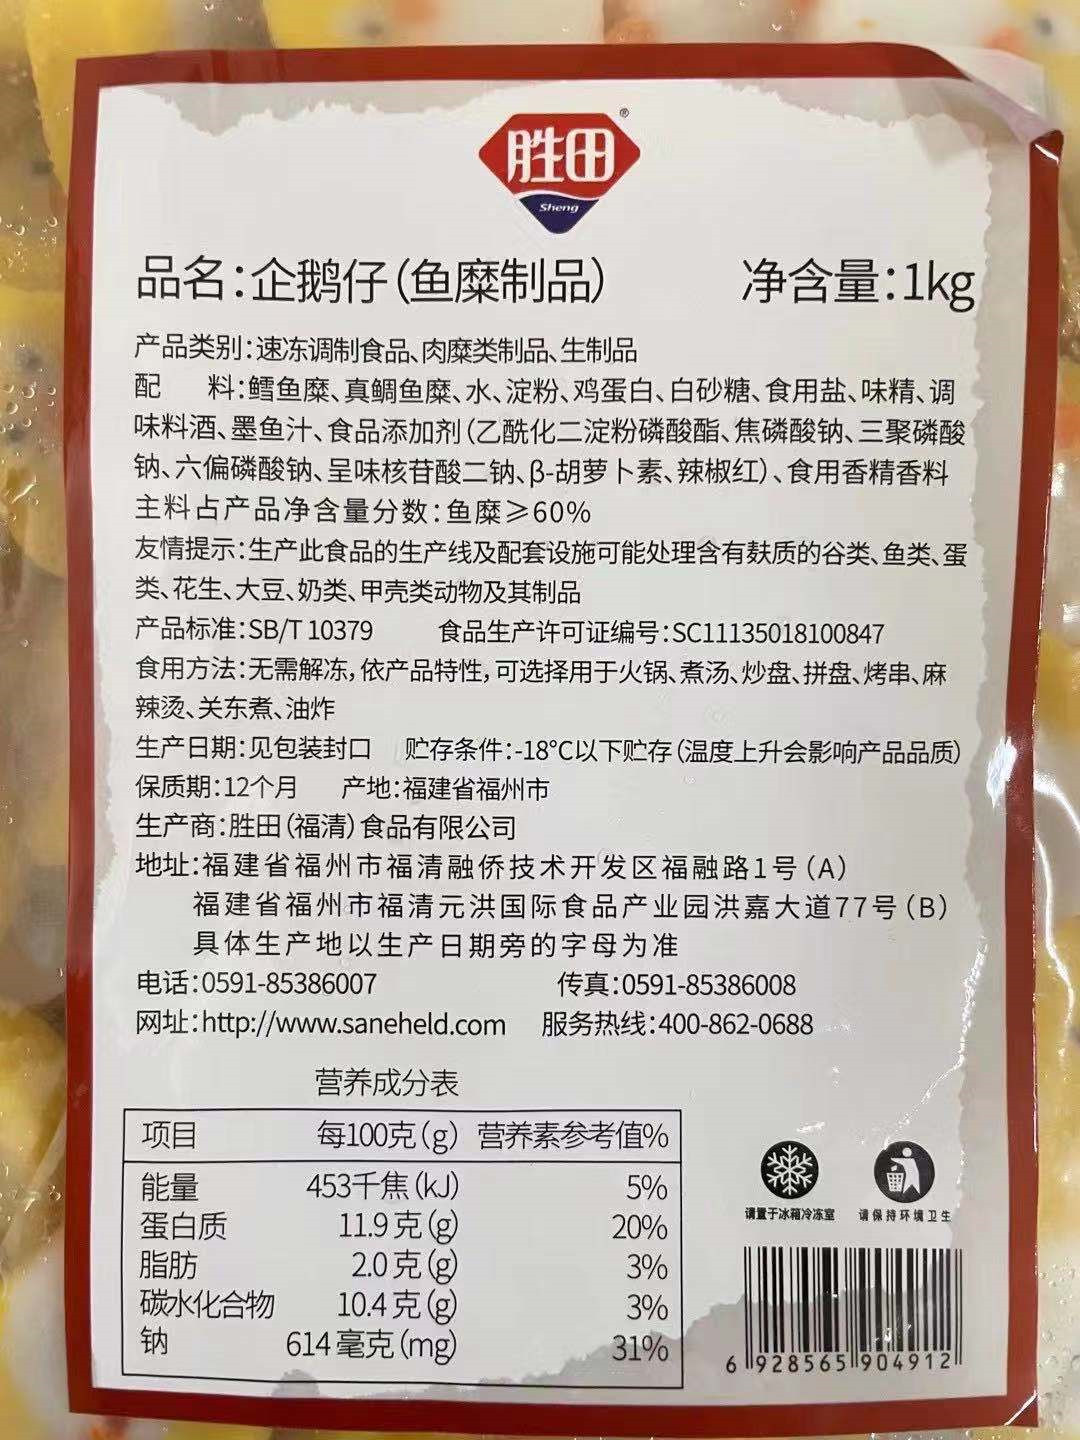 胜田
®
Sheng
品名：企鹅仔（鱼糜制品） 净含量：1kg
产品类别：速冻调制食品、肉糜类制品、生制品
配 料：鳕鱼糜、真鲷鱼糜、水、淀粉、鸡蛋白、白砂糖、食用盐、味精、调
味料酒、墨鱼汁、食品添加剂（乙酰化二淀粉磷酸酯、焦磷酸钠、三聚磷酸
钠、六偏磷酸钠、呈味核苷酸二钠、β-胡萝卜素、辣椒红）、食用香精香料
主料占产品净含量分数：鱼糜≥60%
友情提示：生产此食品的生产线及配套设施可能处理含有麸质的谷类、鱼类、蛋
类、花生、大豆、奶类、甲壳类动物及其制品
产品标准：SB/T 10379 食品生产许可证编号：SC11135018100847
食用方法：无需解冻，依产品特性，可选择用于火锅、煮汤、炒盘、拼盘、烤串、麻
辣烫、关东煮、油炸
生产日期：见包装封口 贮存条件：-18℃以下贮存（温度上升会影响产品品质）
保质期：12个月 产地：福建省福州市
生产商：胜田（福清）食品有限公司
地址：福建省福州市福清融侨技术开发区福融路1号（A）
福建省福州市福清元洪国际食品产业园洪嘉大道77号（B）
具体生产地以生产日期旁的字母为准
电话：0591-85386007 传真：0591-85386008
网址：http://www.saneheld.com 服务热线：400-862-0688
营养成分表
项目 每100克（g） 营养素参考值%
能量 453千焦（kJ） 5%
蛋白质 11.9克（g） 20%
脂肪 2.0克（g） 3%
碳水化合物 10.4克（g） 3%
钠 614毫克（mg） 31%
请置于冰箱冷冻室 请保持环境卫生
6 928565 904912